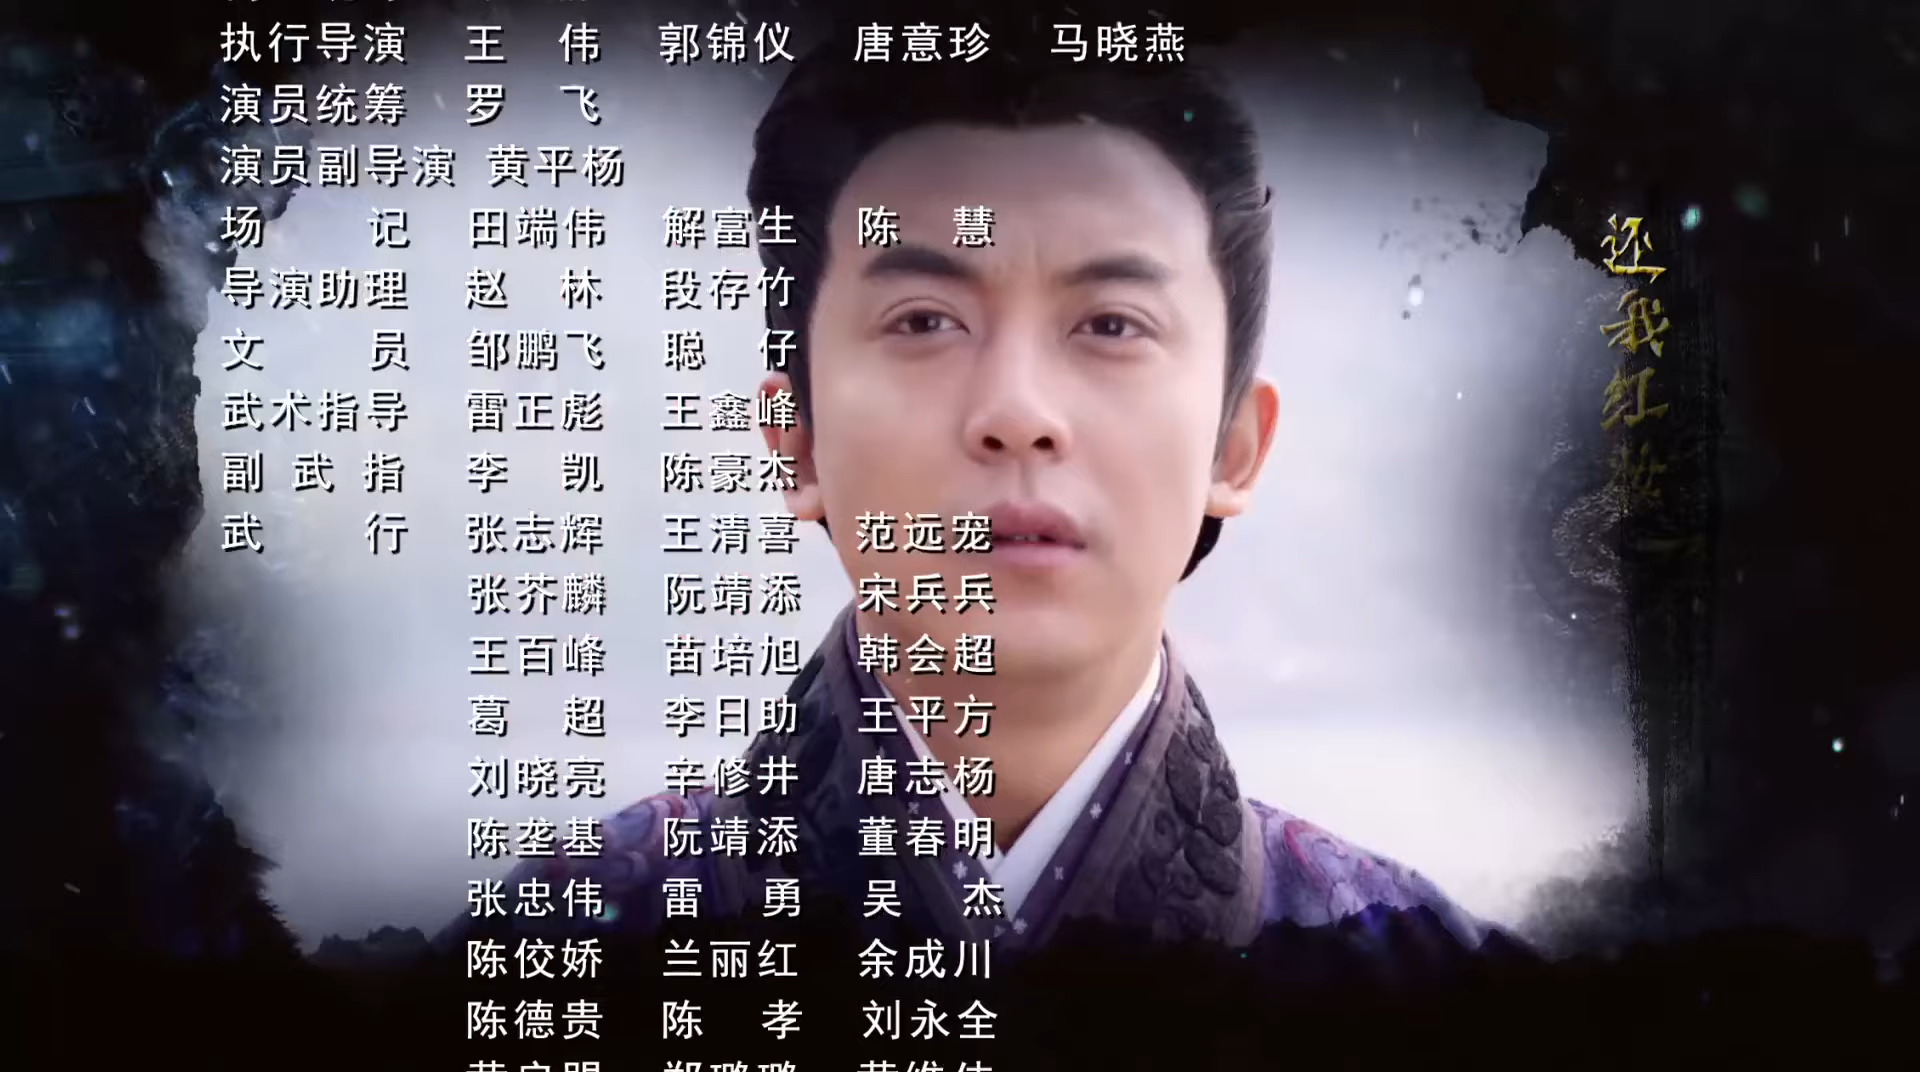 执行导演 王 伟 郭锦仪 唐意珍 马晓燕
演员统筹 罗 飞
演员副导演 黄平杨
场 记 田端伟 解富生 陈 慧
导演助理 赵 林 段存竹
文 员 邹鹏飞 聪 仔
武术指导 雷正彪 王鑫峰
副 武 指 李 凯 陈豪杰
武 行 张志辉 王清喜 范远宠
张芥麟 阮靖添 宋兵兵
王百峰 苗培旭 韩会超
葛 超 李日助 王平方
刘晓亮 辛修井 唐志杨
陈垄基 阮靖添 董春明
张忠伟 雷 勇 吴 杰
陈佼娇 兰丽红 余成川
陈德贵 陈 孝 刘永全
还我红妆